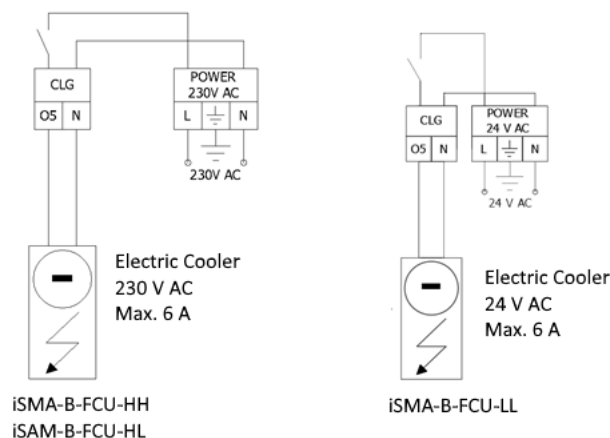 CLG
O5 N
POWER
230V AC
L N
230V AC
Electric Cooler
230 V AC
Max. 6 A
iSMA-B-FCU-HH
iSAM-B-FCU-HL
CLG
O5 N
POWER
24 V AC
L N
24 V AC
Electric Cooler
24 V AC
Max. 6 A
iSMA-B-FCU-LL